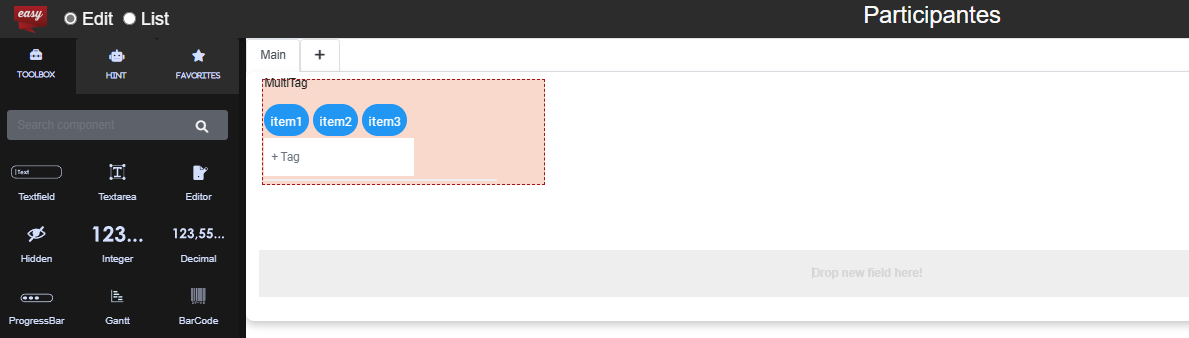 easy
Edit
List
Participantes
TOOLBOX
HINT
FAVORITES
Main
+
MultiTag
item1
item2
item3
+ Tag
Search component
Text
Textfield
Textarea
Editor
Hidden
123...
Integer
123,55...
Decimal
ProgressBar
Gantt
BarCode
Drop new field here!